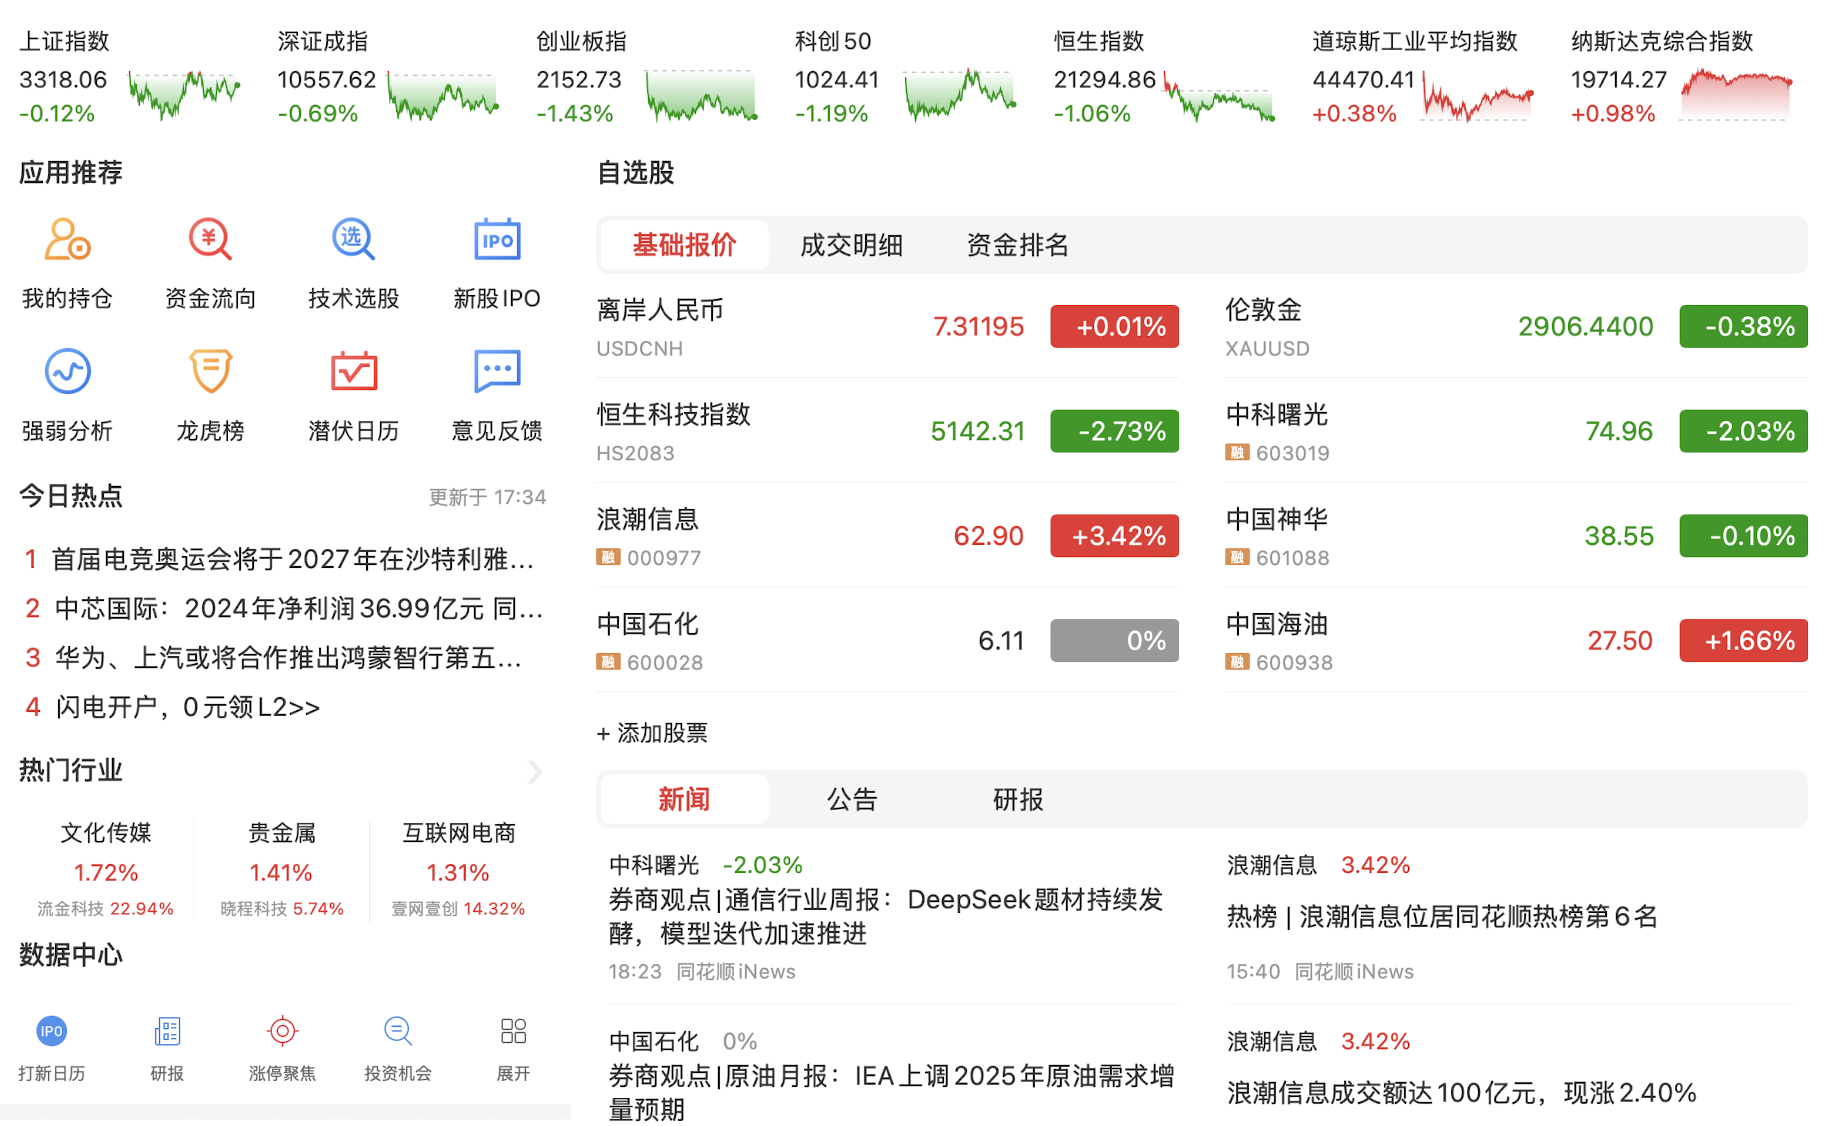 上证指数
3318.06
-0.12%
深证成指
10557.62
-0.69%
创业板指
2152.73
-1.43%
科创50
1024.41
-1.19%
恒生指数
21294.86
-1.06%
道琼斯工业平均指数
44470.41
+0.38%
纳斯达克综合指数
19714.27
+0.98%
应用推荐
¥
选
IPO
我的持仓
资金流向
技术选股
新股IPO
强弱分析
龙虎榜
潜伏日历
意见反馈
今日热点
更新于 17:34
1 首届电竞奥运会将于2027年在沙特利雅...
2 中芯国际：2024年净利润36.99亿元 同...
3 华为、上汽或将合作推出鸿蒙智行第五...
4 闪电开户，0元领L2>>
热门行业
文化传媒
1.72%
流金科技 22.94%
贵金属
1.41%
晓程科技 5.74%
互联网电商
1.31%
壹网壹创 14.32%
数据中心
IPO
打新日历
研报
涨停聚焦
投资机会
展开
自选股
基础报价
成交明细
资金排名
离岸人民币
USDCNH
7.31195
+0.01%
伦敦金
XAUUSD
2906.4400
-0.38%
恒生科技指数
HS2083
5142.31
-2.73%
中科曙光
融 603019
74.96
-2.03%
浪潮信息
融 000977
62.90
+3.42%
中国神华
融 601088
38.55
-0.10%
中国石化
融 600028
6.11
0%
中国海油
融 600938
27.50
+1.66%
+ 添加股票
新闻
公告
研报
中科曙光 -2.03%
券商观点|通信行业周报：DeepSeek题材持续发
酵，模型迭代加速推进
18:23 同花顺iNews
浪潮信息 3.42%
热榜 | 浪潮信息位居同花顺热榜第6名
15:40 同花顺iNews
中国石化 0%
券商观点|原油月报：IEA上调2025年原油需求增
量预期
浪潮信息 3.42%
浪潮信息成交额达100亿元，现涨2.40%